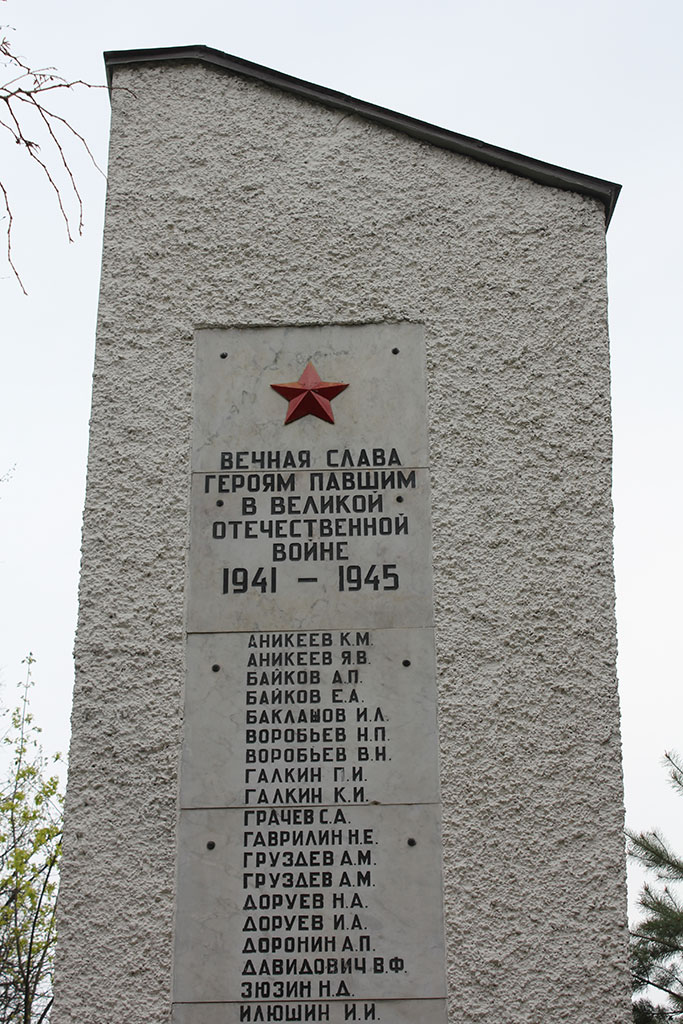 ВЕЧНАЯ СЛАВА
ГЕРОЯМ ПАВШИМ
В ВЕЛИКОЙ
ОТЕЧЕСТВЕННОЙ
ВОЙНЕ
1941 – 1945
АНИКЕЕВ К.М.
АНИКЕЕВ Я.В.
БАЙКОВ А.П.
БАЙКОВ Е.А.
БАКЛАШОВ И.Л.
ВОРОБЬЕВ Н.П.
ВОРОБЬЕВ В.Н.
ГАЛКИН П.И.
ГАЛКИН К.И.
ГРАЧЕВ С.А.
ГАВРИЛИН Н.Е.
ГРУЗДЕВ А.М.
ГРУЗДЕВ А.М.
ДОРУЕВ Н.А.
ДОРУЕВ И.А.
ДОРОНИН А.П.
ДАВИДОВИЧ В.Ф.
ЗЮЗИН Н.Д.
ИЛЮШИН И.И.